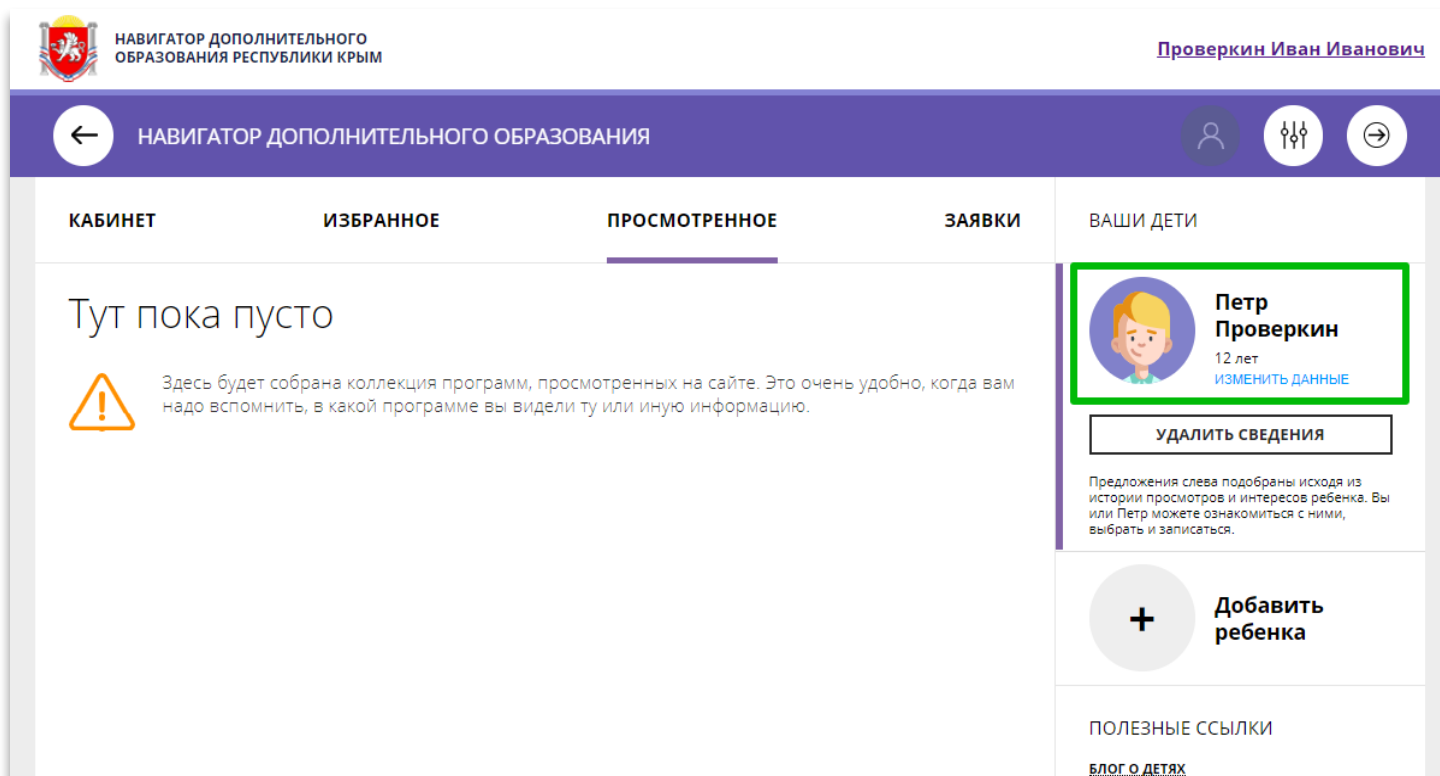 НАВИГАТОР ДОПОЛНИТЕЛЬНОГО
ОБРАЗОВАНИЯ РЕСПУБЛИКИ КРЫМ
Проверкин Иван Иванович
НАВИГАТОР ДОПОЛНИТЕЛЬНОГО ОБРАЗОВАНИЯ
КАБИНЕТ
ИЗБРАННОЕ
ПРОСМОТРЕННОЕ
ЗАЯВКИ
Тут пока пусто
Здесь будет собрана коллекция программ, просмотренных на сайте. Это очень удобно, когда вам
надо вспомнить, в какой программе вы видели ту или иную информацию.
ВАШИ ДЕТИ
Петр
Проверкин
12 лет
ИЗМЕНИТЬ ДАННЫЕ
УДАЛИТЬ СВЕДЕНИЯ
Предложения слева подобраны исходя из
истории просмотров и интересов ребенка. Вы
или Петр можете ознакомиться с ними,
выбрать и записаться.
Добавить
ребенка
ПОЛЕЗНЫЕ ССЫЛКИ
БЛОГ О ДЕТЯХ